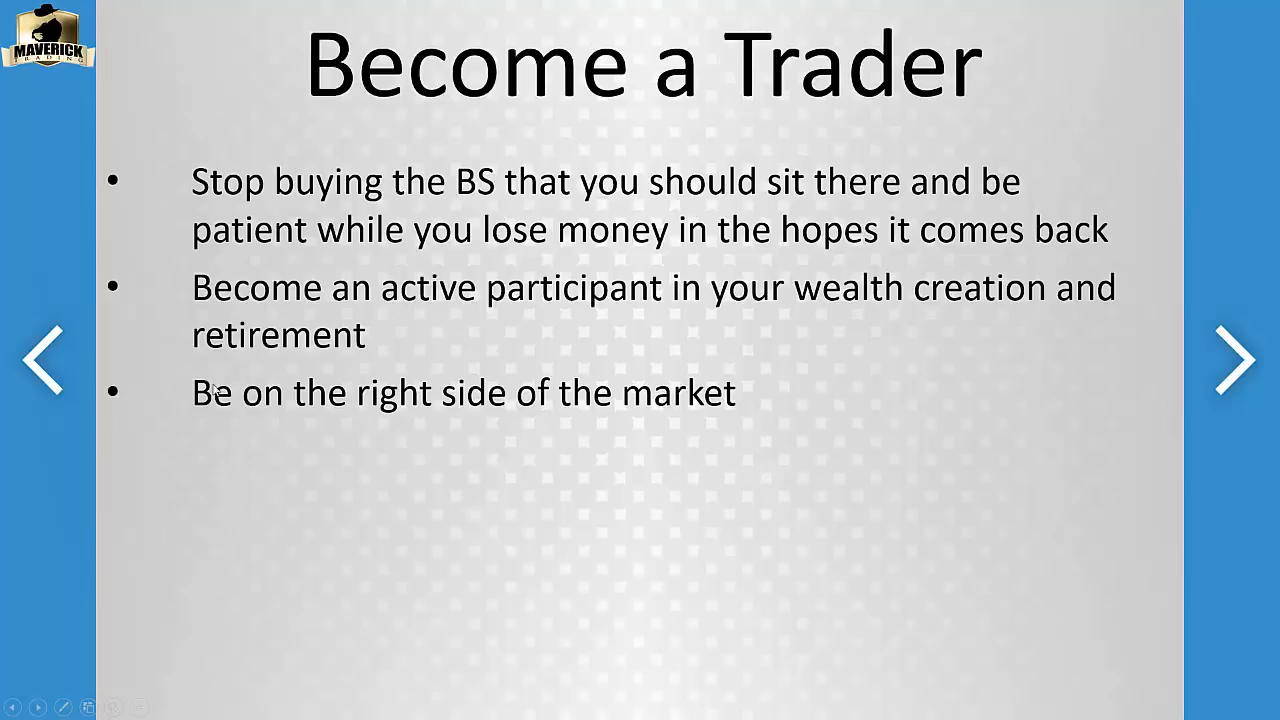 MAVERICK
TRADING
Become a Trader
• Stop buying the BS that you should sit there and be
patient while you lose money in the hopes it comes back
• Become an active participant in your wealth creation and
retirement
• Be on the right side of the market